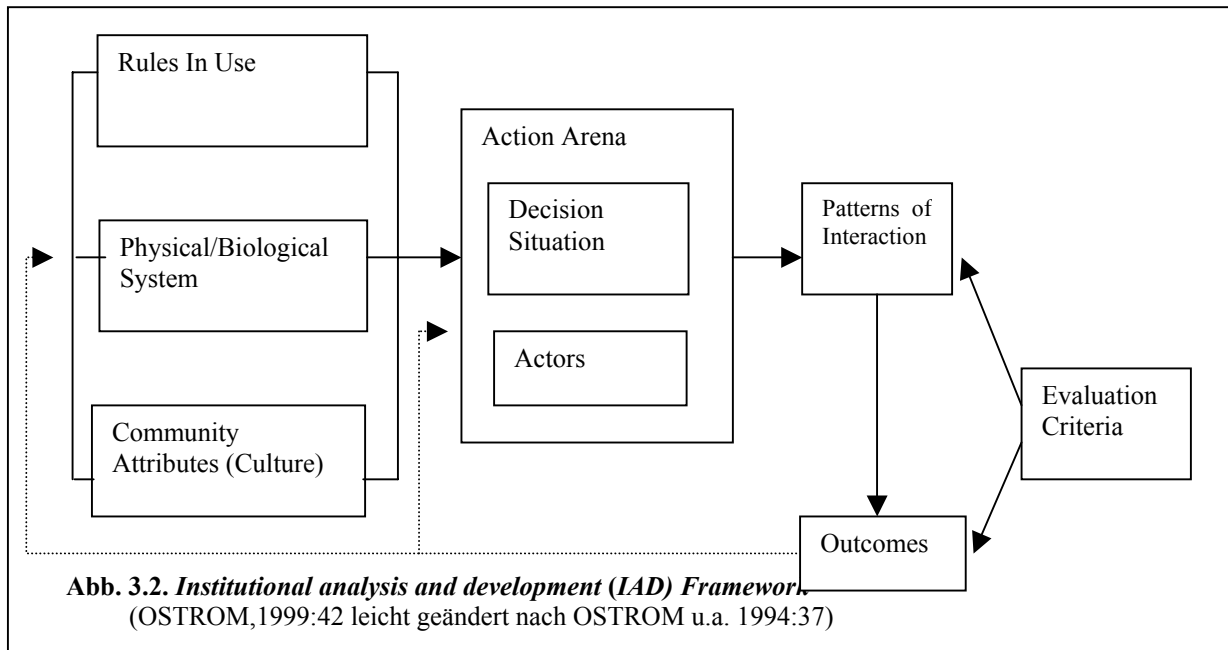 Rules In Use
Physical/Biological
System
Community
Attributes (Culture)
Action Arena
Decision
Situation
Actors
Patterns of
Interaction
Outcomes
Evaluation
Criteria
Abb. 3.2. Institutional analysis and development (IAD) Framework
(OSTROM,1999:42 leicht geändert nach OSTROM u.a. 1994:37)